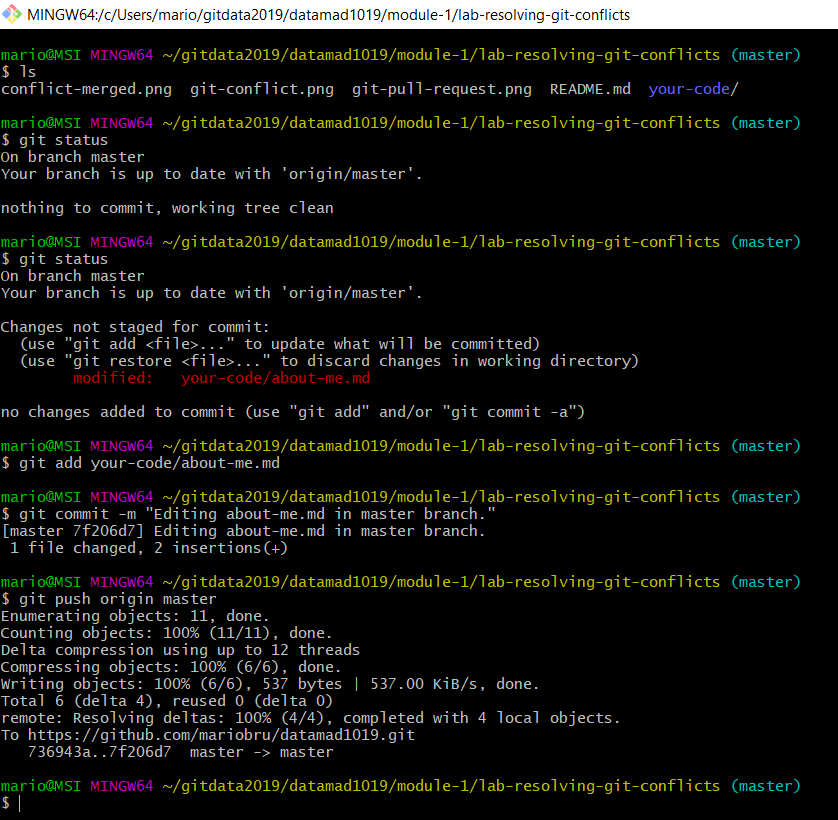 MINGW64:/c/Users/mario/gitdata2019/datamad1019/module-1/lab-resolving-git-conflicts
mario@MSI MINGW64 ~/gitdata2019/datamad1019/module-1/lab-resolving-git-conflicts (master)
$ ls
conflict-merged.png  git-conflict.png  git-pull-request.png  README.md  your-code/
mario@MSI MINGW64 ~/gitdata2019/datamad1019/module-1/lab-resolving-git-conflicts (master)
$ git status
On branch master
Your branch is up to date with 'origin/master'.
nothing to commit, working tree clean
mario@MSI MINGW64 ~/gitdata2019/datamad1019/module-1/lab-resolving-git-conflicts (master)
$ git status
On branch master
Your branch is up to date with 'origin/master'.
Changes not staged for commit:
  (use "git add <file>..." to update what will be committed)
  (use "git restore <file>..." to discard changes in working directory)
        modified:   your-code/about-me.md
no changes added to commit (use "git add" and/or "git commit -a")
mario@MSI MINGW64 ~/gitdata2019/datamad1019/module-1/lab-resolving-git-conflicts (master)
$ git add your-code/about-me.md
mario@MSI MINGW64 ~/gitdata2019/datamad1019/module-1/lab-resolving-git-conflicts (master)
$ git commit -m "Editing about-me.md in master branch."
[master 7f206d7] Editing about-me.md in master branch.
 1 file changed, 2 insertions(+)
mario@MSI MINGW64 ~/gitdata2019/datamad1019/module-1/lab-resolving-git-conflicts (master)
$ git push origin master
Enumerating objects: 11, done.
Counting objects: 100% (11/11), done.
Delta compression using up to 12 threads
Compressing objects: 100% (6/6), done.
Writing objects: 100% (6/6), 537 bytes | 537.00 KiB/s, done.
Total 6 (delta 4), reused 0 (delta 0)
remote: Resolving deltas: 100% (4/4), completed with 4 local objects.
To https://github.com/mariobru/datamad1019.git
   736943a..7f206d7  master -> master
mario@MSI MINGW64 ~/gitdata2019/datamad1019/module-1/lab-resolving-git-conflicts (master)
$